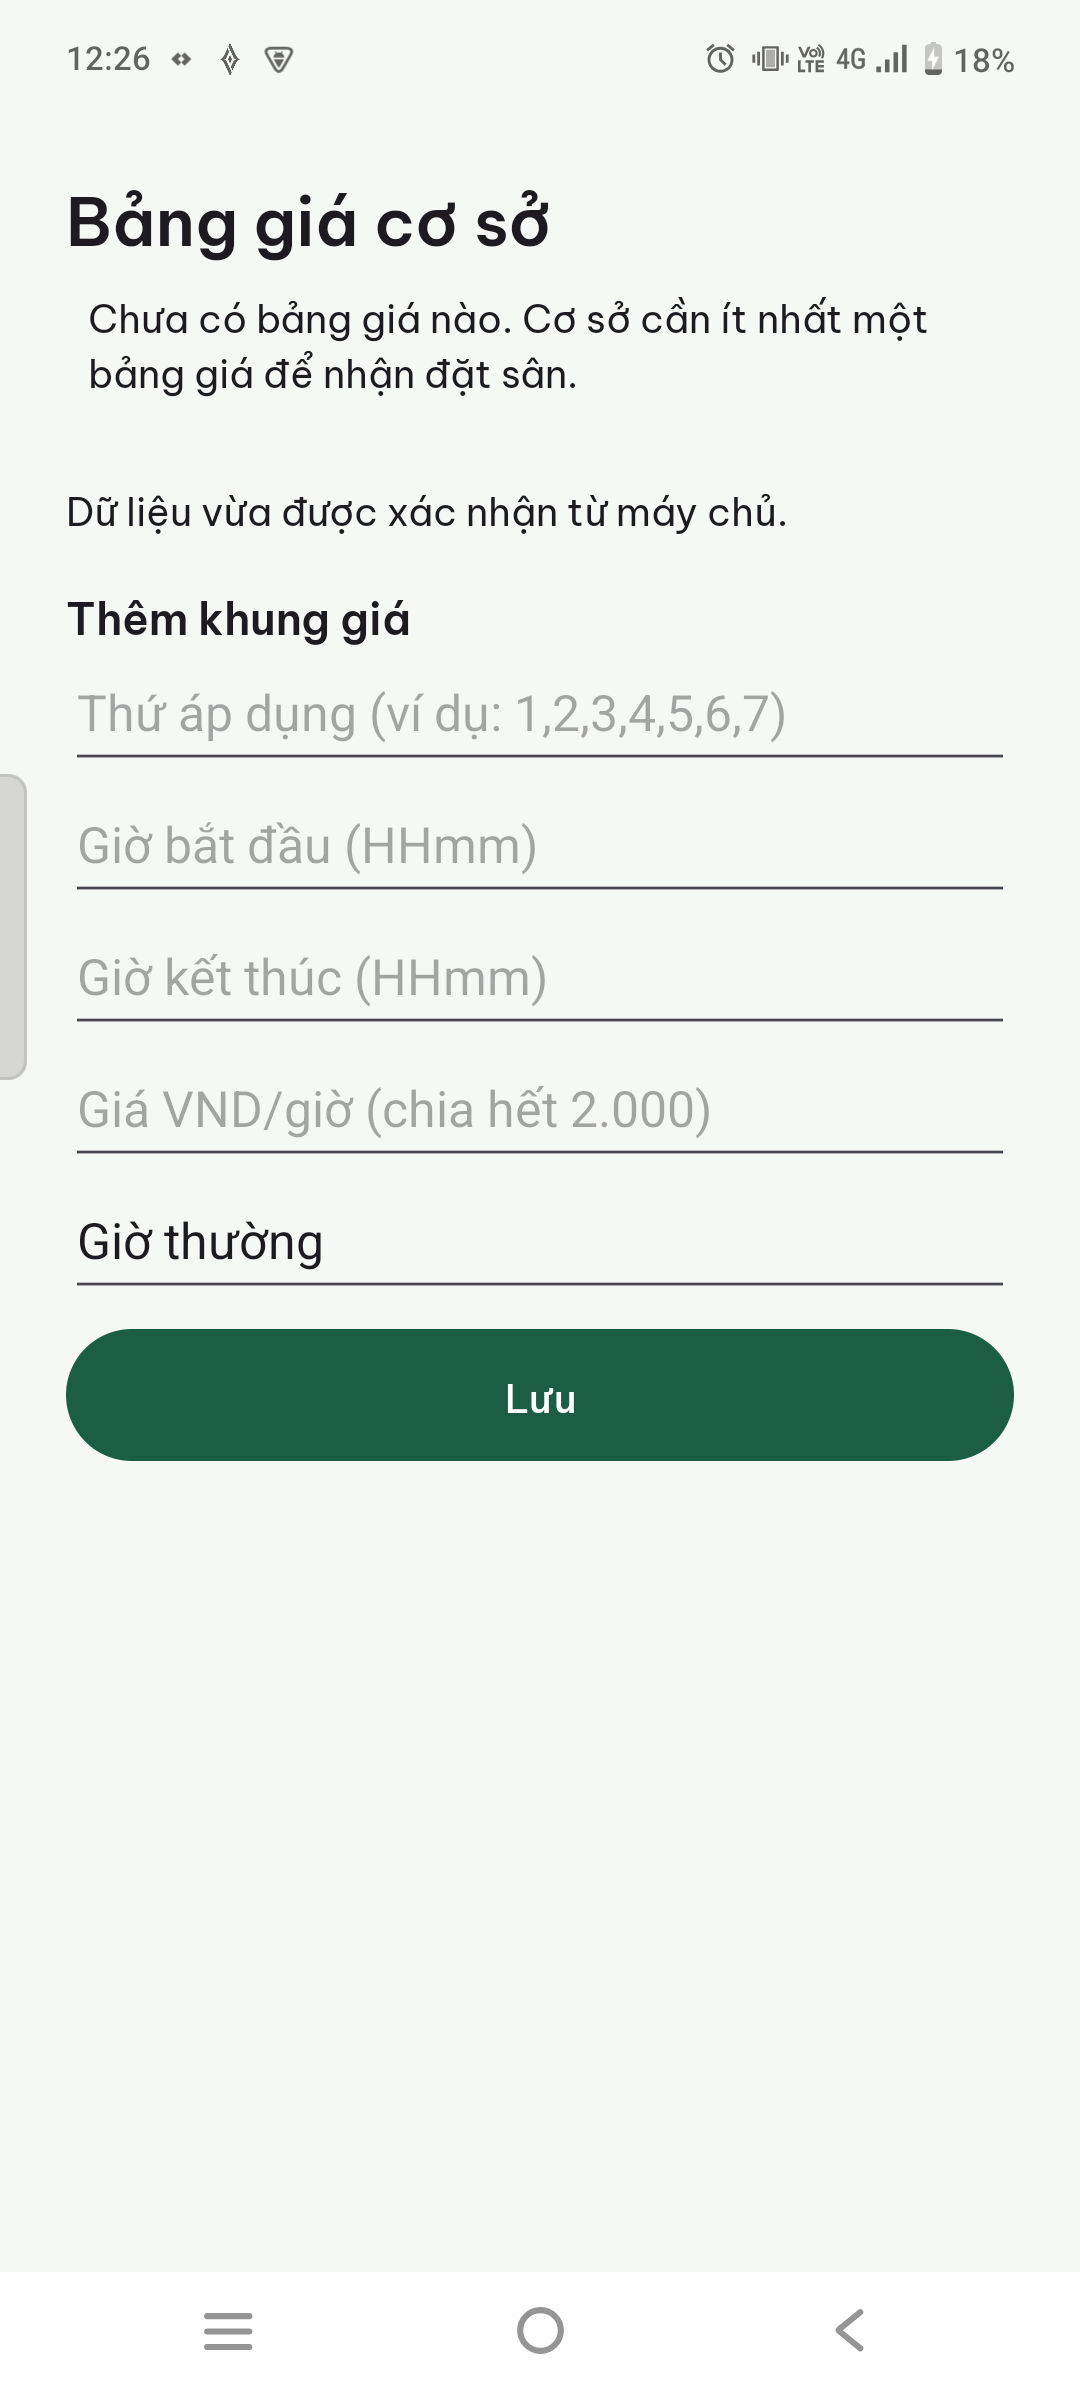 12:26
VoLTE 4G 18%
Bảng giá cơ sở
Chưa có bảng giá nào. Cơ sở cần ít nhất một
bảng giá để nhận đặt sân.
Dữ liệu vừa được xác nhận từ máy chủ.
Thêm khung giá
Thứ áp dụng (ví dụ: 1,2,3,4,5,6,7)
Giờ bắt đầu (HHmm)
Giờ kết thúc (HHmm)
Giá VND/giờ (chia hết 2.000)
Giờ thường
Lưu